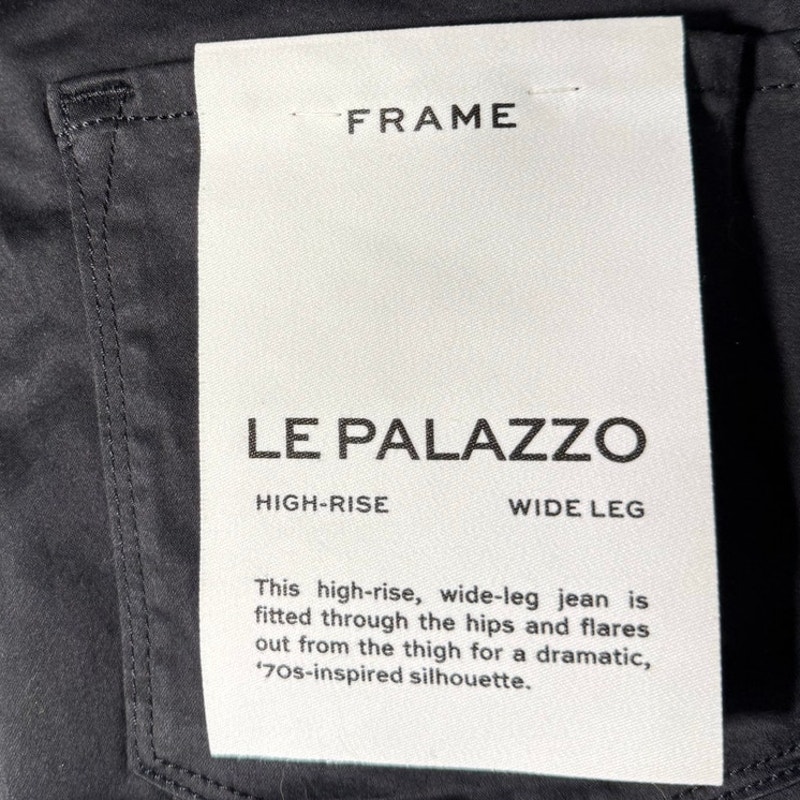 FRAME
LE PALAZZO
HIGH-RISE WIDE LEG
This high-rise, wide-leg jean is
fitted through the hips and flares
out from the thigh for a dramatic,
‘70s-inspired silhouette.